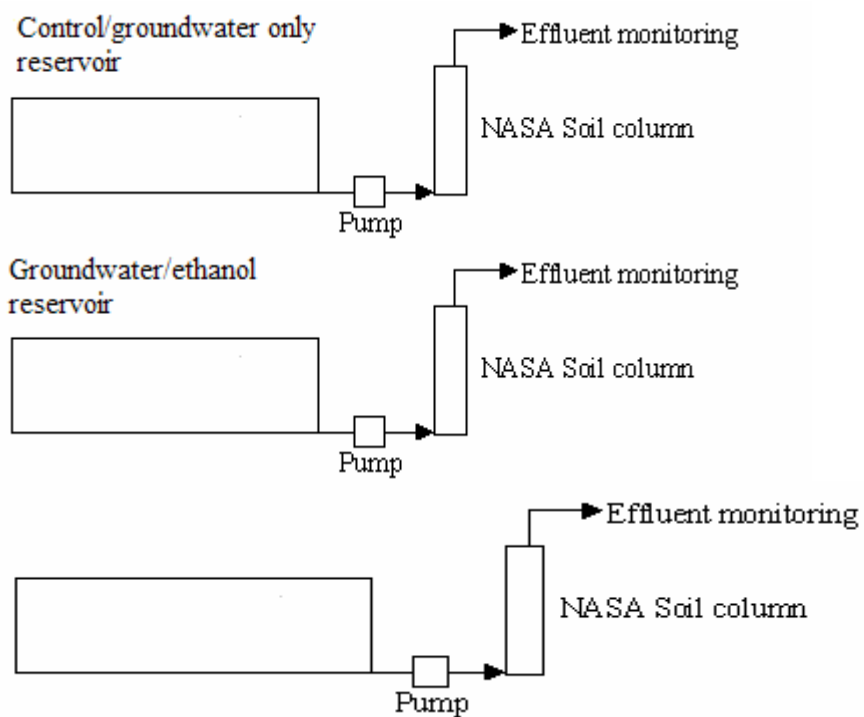 Control/groundwater only
reservoir
Effluent monitoring
NASA Soil column
Pump
Groundwater/ethanol
reservoir
Effluent monitoring
NASA Soil column
Pump
Effluent monitoring
NASA Soil column
Pump